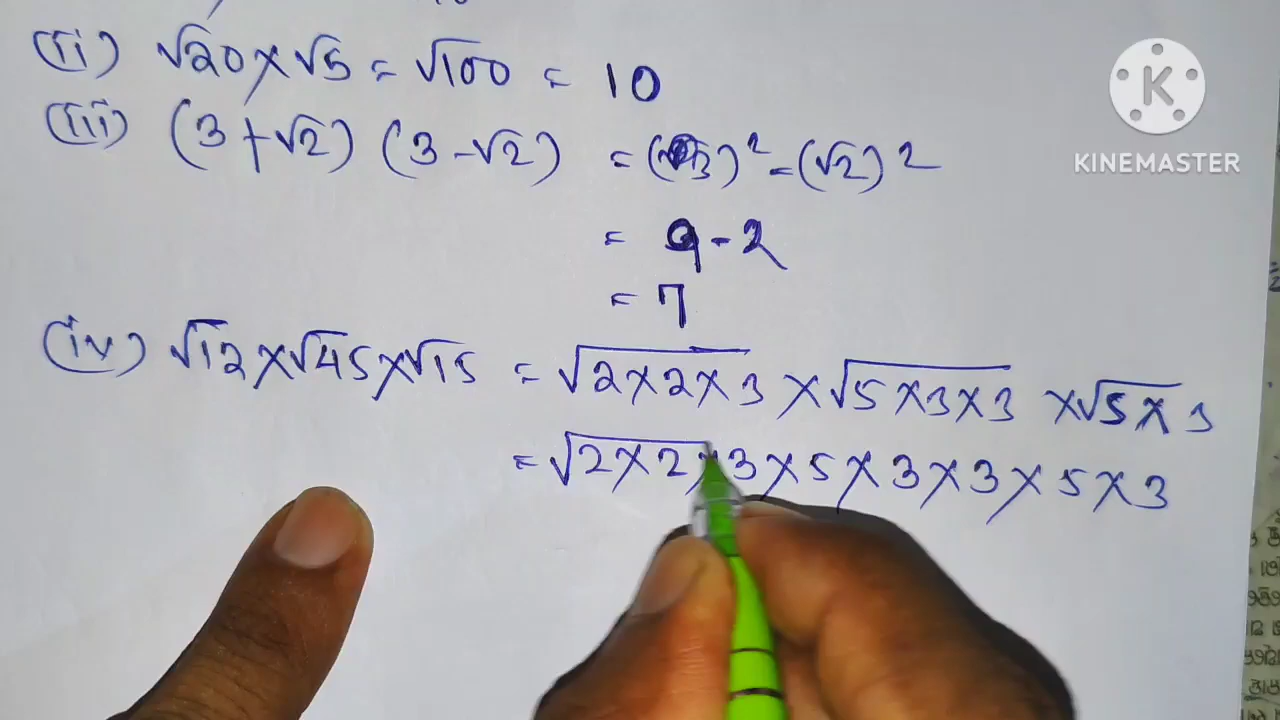 (ii) √20 × √5 = √100 = 10
K
KINEMASTER
(iii) (3 + √2) (3 - √2) = (3)² - (√2)²
= 9 - 2
= 7
(iv) √12 × √45 × √15 = √2 × 2 × 3 × √5 × 3 × 3 × √5 × 3
= √2 × 2 × 3 × 5 × 3 × 3 × 5 × 3